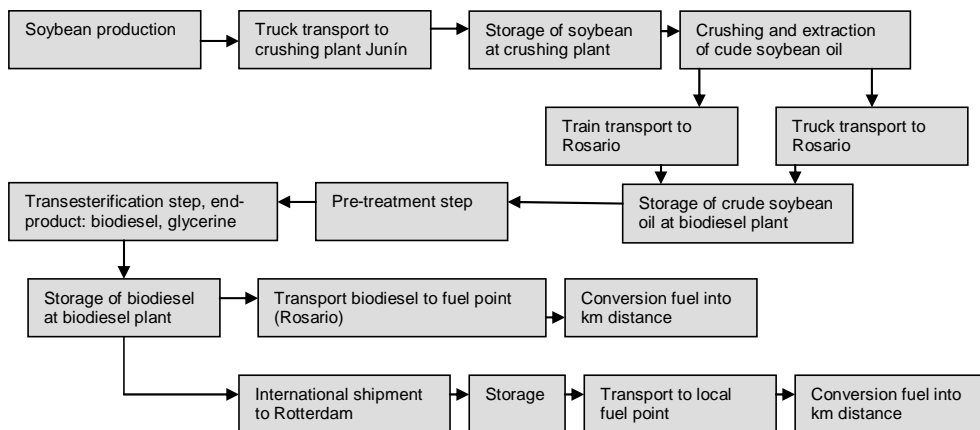 Soybean production
Truck transport to
crushing plant Junín
Storage of soybean
at crushing plant
Crushing and extraction
of cude soybean oil
Train transport to
Rosario
Truck transport to
Rosario
Transesterification step, end-
product: biodiesel, glycerine
Pre-treatment step
Storage of crude soybean
oil at biodiesel plant
Storage of biodiesel
at biodiesel plant
Transport biodiesel to fuel point
(Rosario)
Conversion fuel into
km distance
International shipment
to Rotterdam
Storage
Transport to local
fuel point
Conversion fuel into
km distance